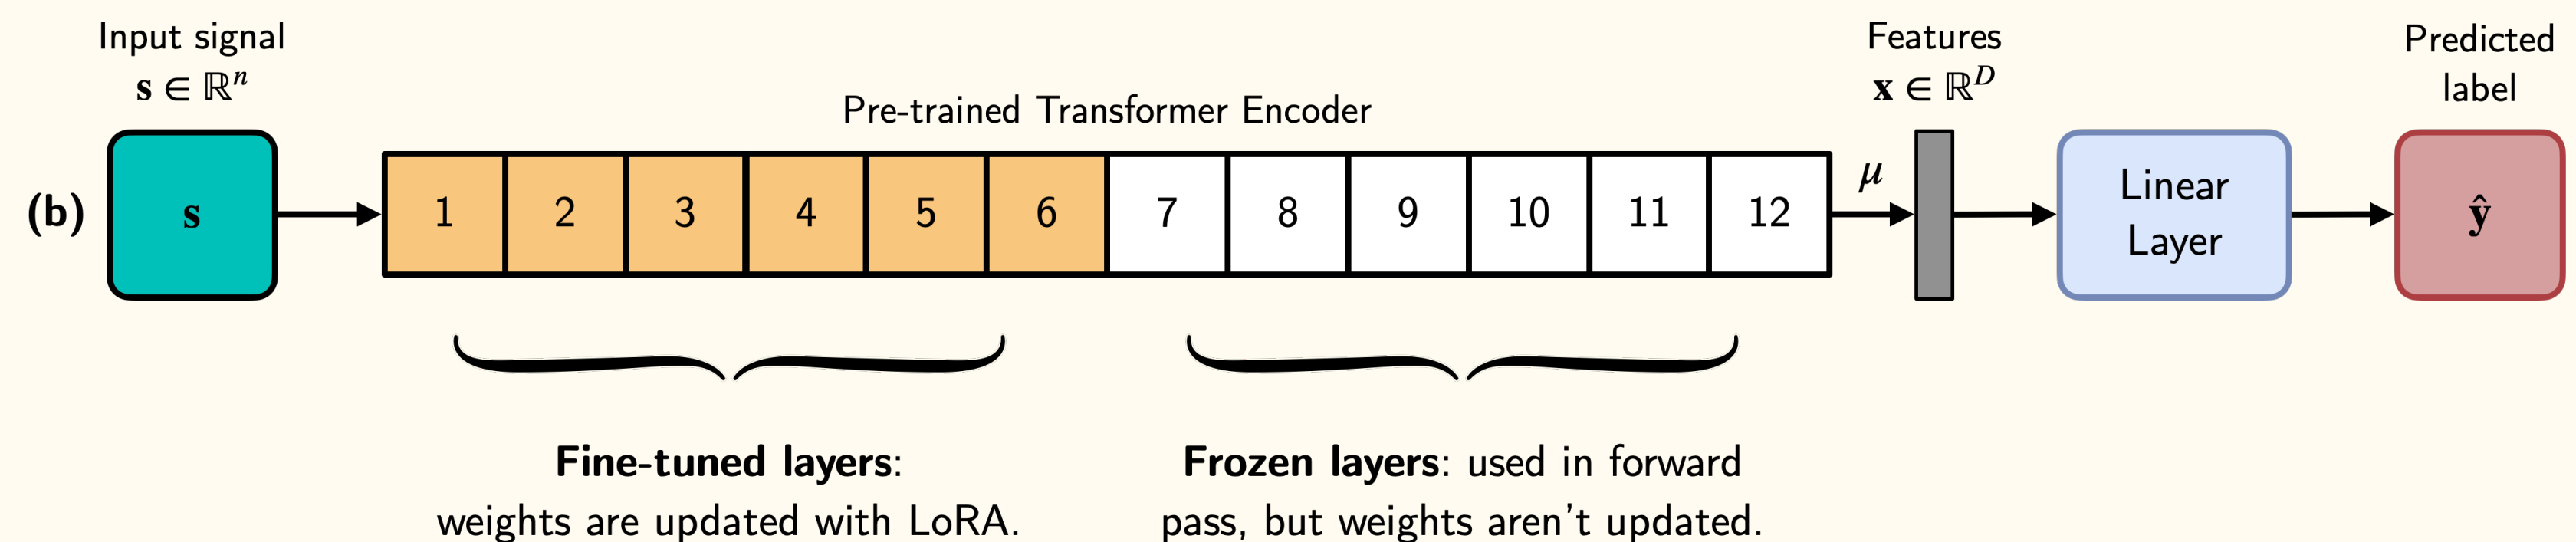 Input signal
s ∈ ℝⁿ
Pre-trained Transformer Encoder
Features
x ∈ ℝᴰ
Predicted
label
(b)
s
1 2 3 4 5 6 7 8 9 10 11 12
μ
Linear
Layer
ŷ
Fine-tuned layers:
weights are updated with LoRA.
Frozen layers: used in forward
pass, but weights aren't updated.